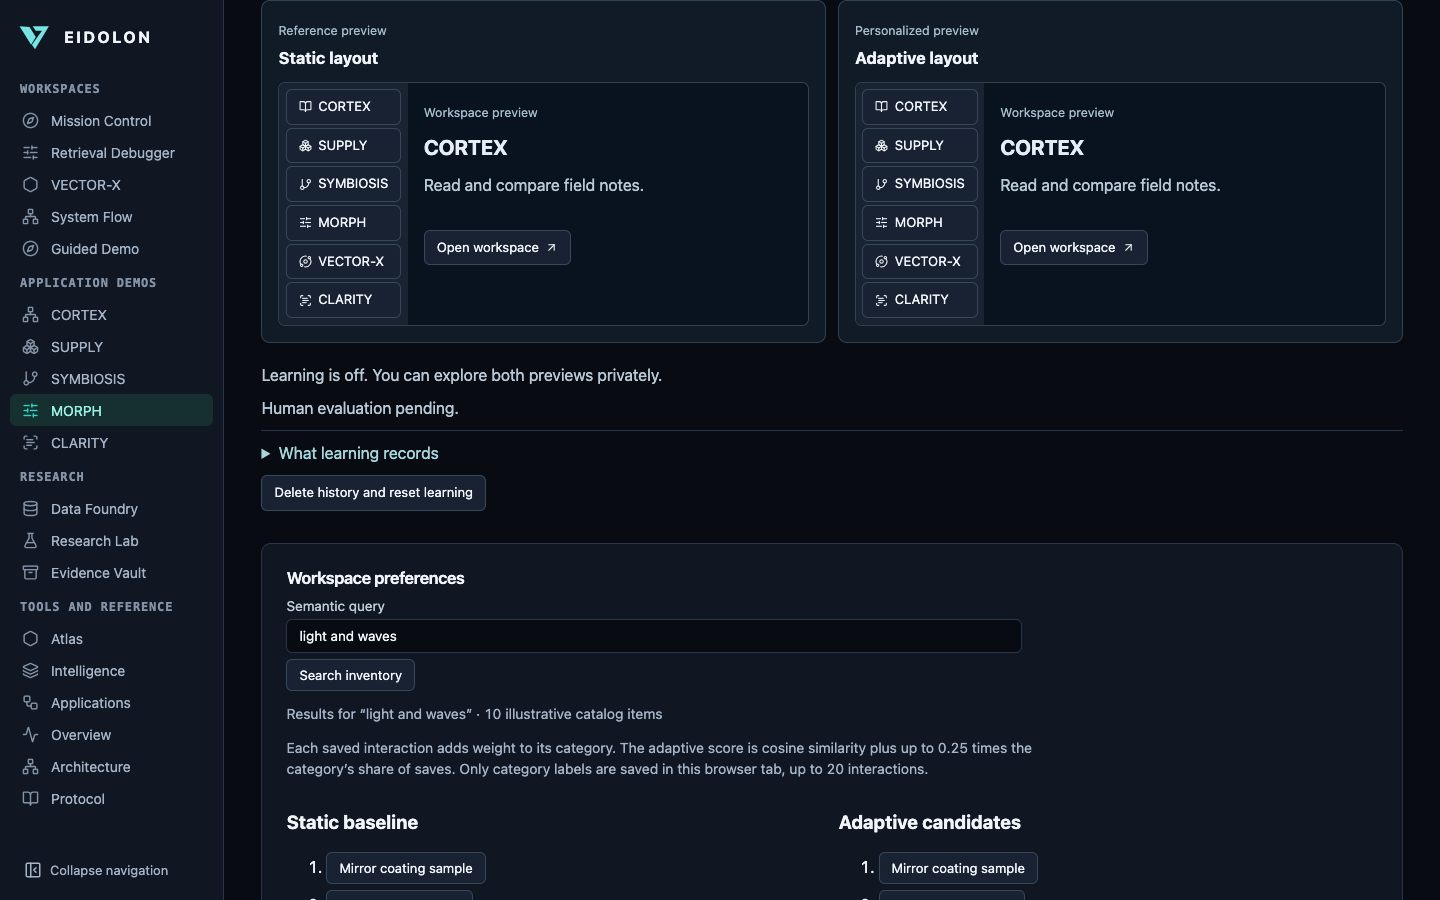 EIDOLON
WORKSPACES
Mission Control
Retrieval Debugger
VECTOR-X
System Flow
Guided Demo
APPLICATION DEMOS
CORTEX
SUPPLY
SYMBIOSIS
MORPH
CLARITY
RESEARCH
Data Foundry
Research Lab
Evidence Vault
TOOLS AND REFERENCE
Atlas
Intelligence
Applications
Overview
Architecture
Protocol
Collapse navigation
Reference preview
Static layout
CORTEX
SUPPLY
SYMBIOSIS
MORPH
VECTOR-X
CLARITY
Workspace preview
CORTEX
Read and compare field notes.
Open workspace
Personalized preview
Adaptive layout
CORTEX
SUPPLY
SYMBIOSIS
MORPH
VECTOR-X
CLARITY
Workspace preview
CORTEX
Read and compare field notes.
Open workspace
Learning is off. You can explore both previews privately.
Human evaluation pending.
What learning records
Delete history and reset learning
Workspace preferences
Semantic query
light and waves
Search inventory
Results for “light and waves” · 10 illustrative catalog items
Each saved interaction adds weight to its category. The adaptive score is cosine similarity plus up to 0.25 times the
category’s share of saves. Only category labels are saved in this browser tab, up to 20 interactions.
Static baseline
1. Mirror coating sample
Adaptive candidates
1. Mirror coating sample